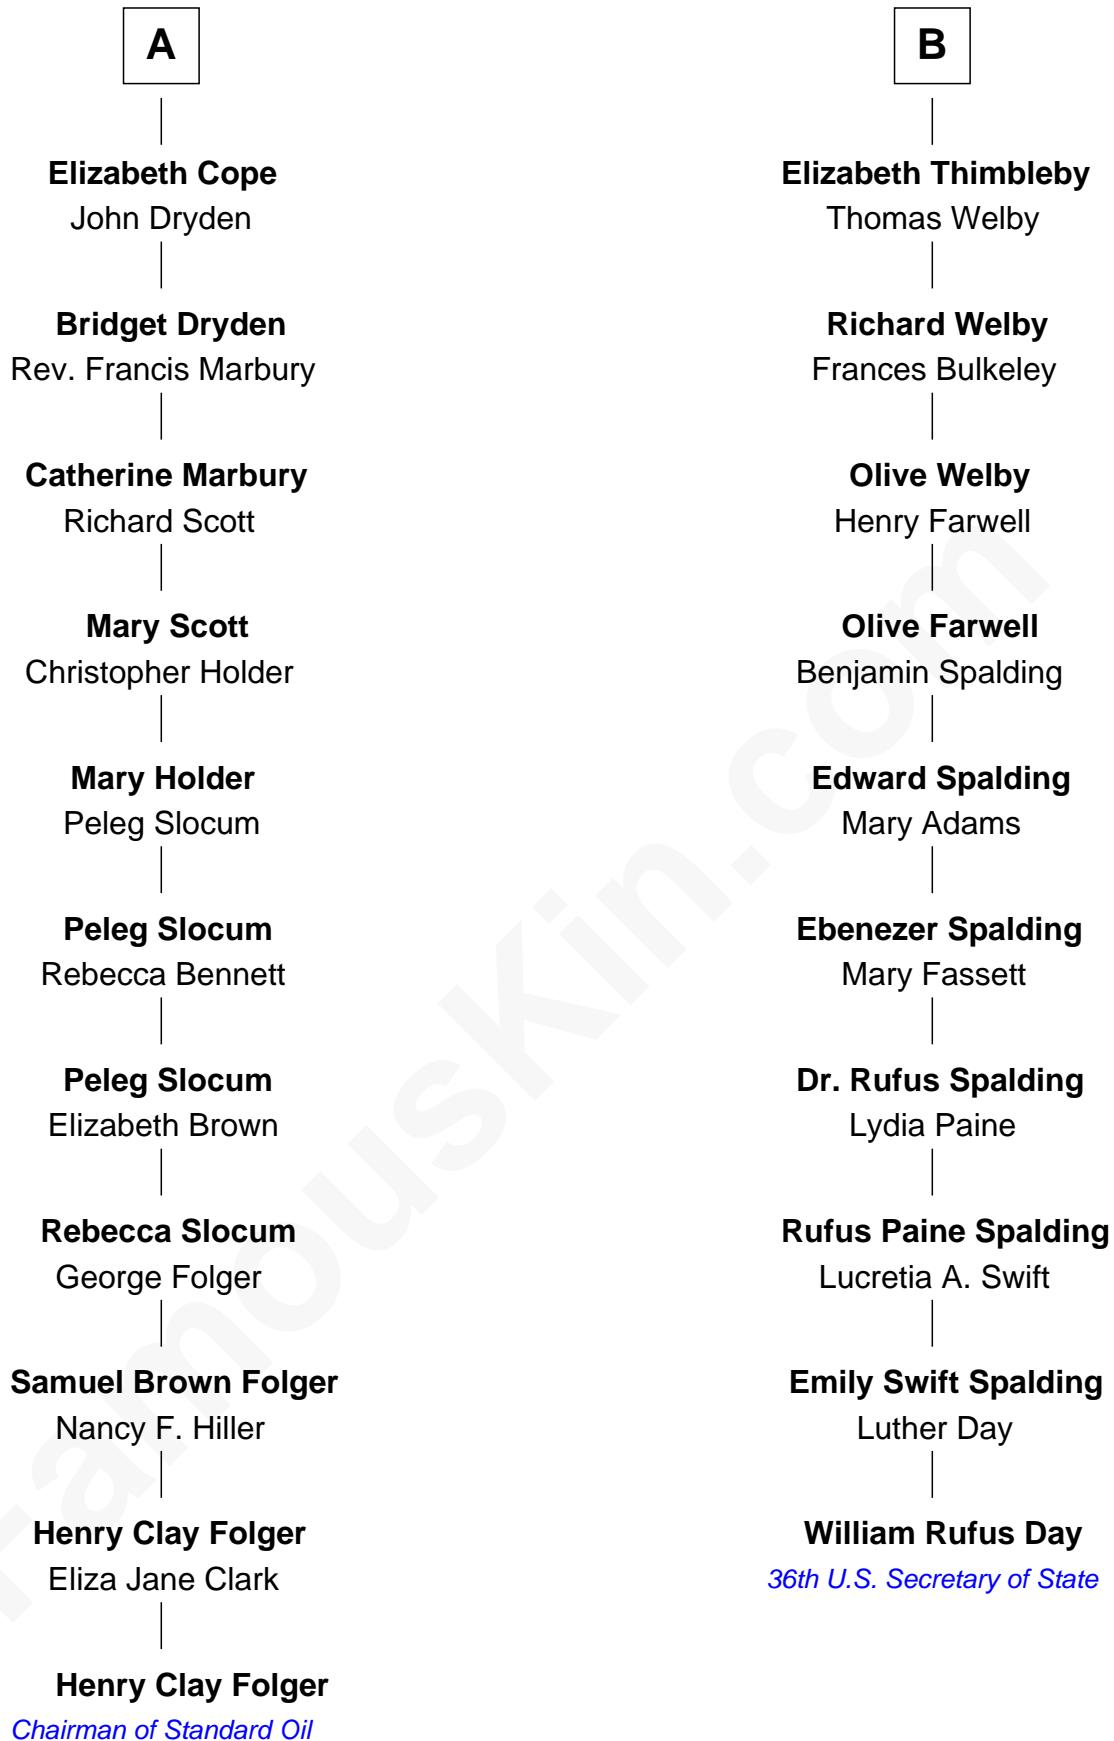 A
Elizabeth Cope
John Dryden
Bridget Dryden
Rev. Francis Marbury
Catherine Marbury
Richard Scott
Mary Scott
Christopher Holder
Mary Holder
Peleg Slocum
Peleg Slocum
Rebecca Bennett
Peleg Slocum
Elizabeth Brown
Rebecca Slocum
George Folger
Samuel Brown Folger
Nancy F. Hiller
Henry Clay Folger
Eliza Jane Clark
Henry Clay Folger
Chairman of Standard Oil
B
Elizabeth Thimbleby
Thomas Welby
Richard Welby
Frances Bulkeley
Olive Welby
Henry Farwell
Olive Farwell
Benjamin Spalding
Edward Spalding
Mary Adams
Ebenezer Spalding
Mary Fassett
Dr. Rufus Spalding
Lydia Paine
Rufus Paine Spalding
Lucretia A. Swift
Emily Swift Spalding
Luther Day
William Rufus Day
36th U.S. Secretary of State
FamousKin.com